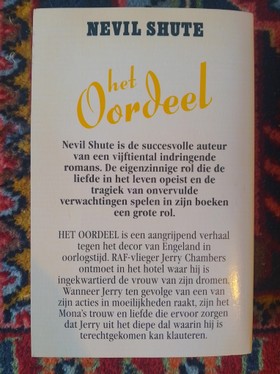 NEVIL SHUTE
het
Oordeel
Nevil Shute is de succesvolle auteur
van een vijftiental indringende
romans. De eigenzinnige rol die de
liefde in het leven opeist en de
tragiek van onvervulde
verwachtingen spelen in zijn boeken
een grote rol.
HET OORDEEL is een aangrijpend verhaal
tegen het decor van Engeland in
oorlogstijd. RAF-vlieger Jerry Chambers
ontmoet in het hotel waar hij is
ingekwartierd de vrouw van zijn dromen.
Wanneer Jerry ten gevolge van een van
zijn acties in moeilijkheden raakt, zijn het
Mona's trouw en liefde die ervoor zorgen
dat Jerry uit het diepe dal waarin hij is
terechtgekomen kan klauteren.